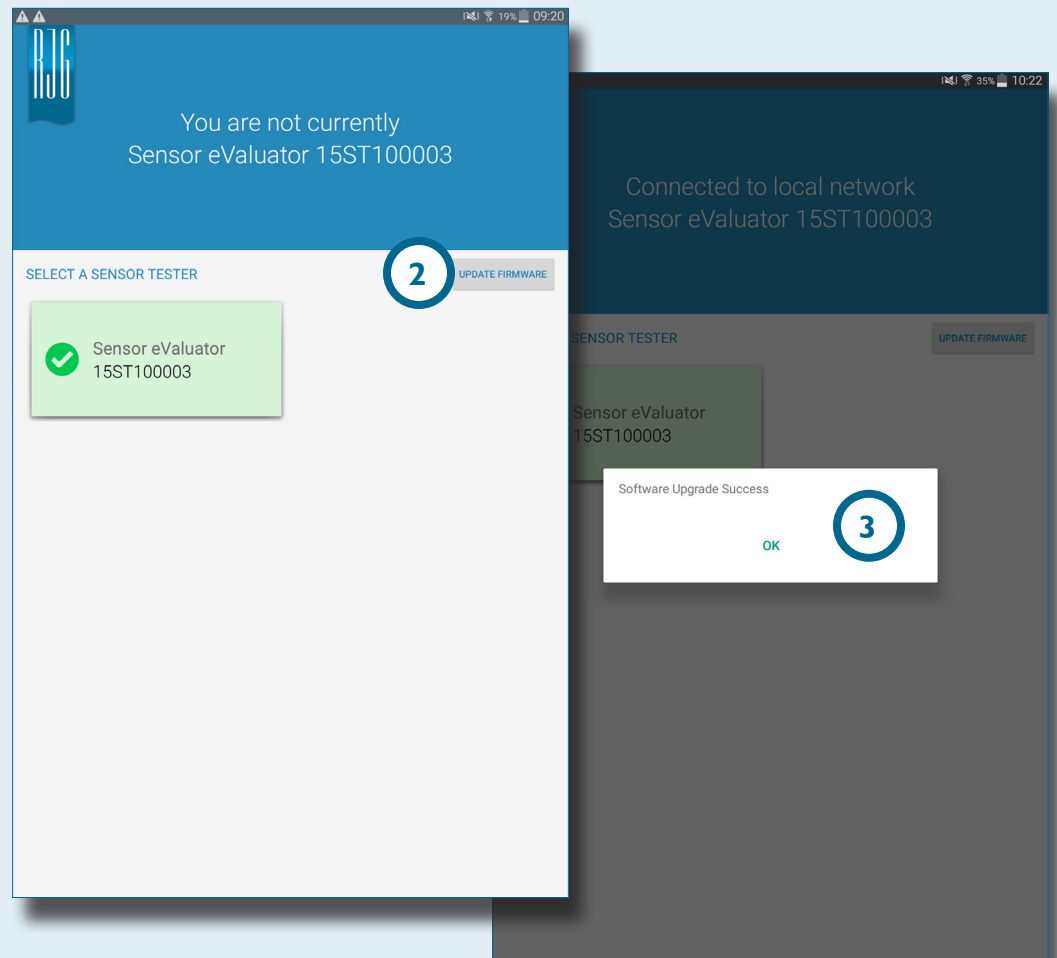 19% 09:20
RJG
You are not currently
Sensor eValuator 15ST100003
SELECT A SENSOR TESTER
2
UPDATE FIRMWARE
Sensor eValuator
15ST100003
35% 10:22
Connected to local network
Sensor eValuator 15ST100003
SENSOR TESTER
UPDATE FIRMWARE
Sensor eValuator
15ST100003
Software Upgrade Success
3
OK